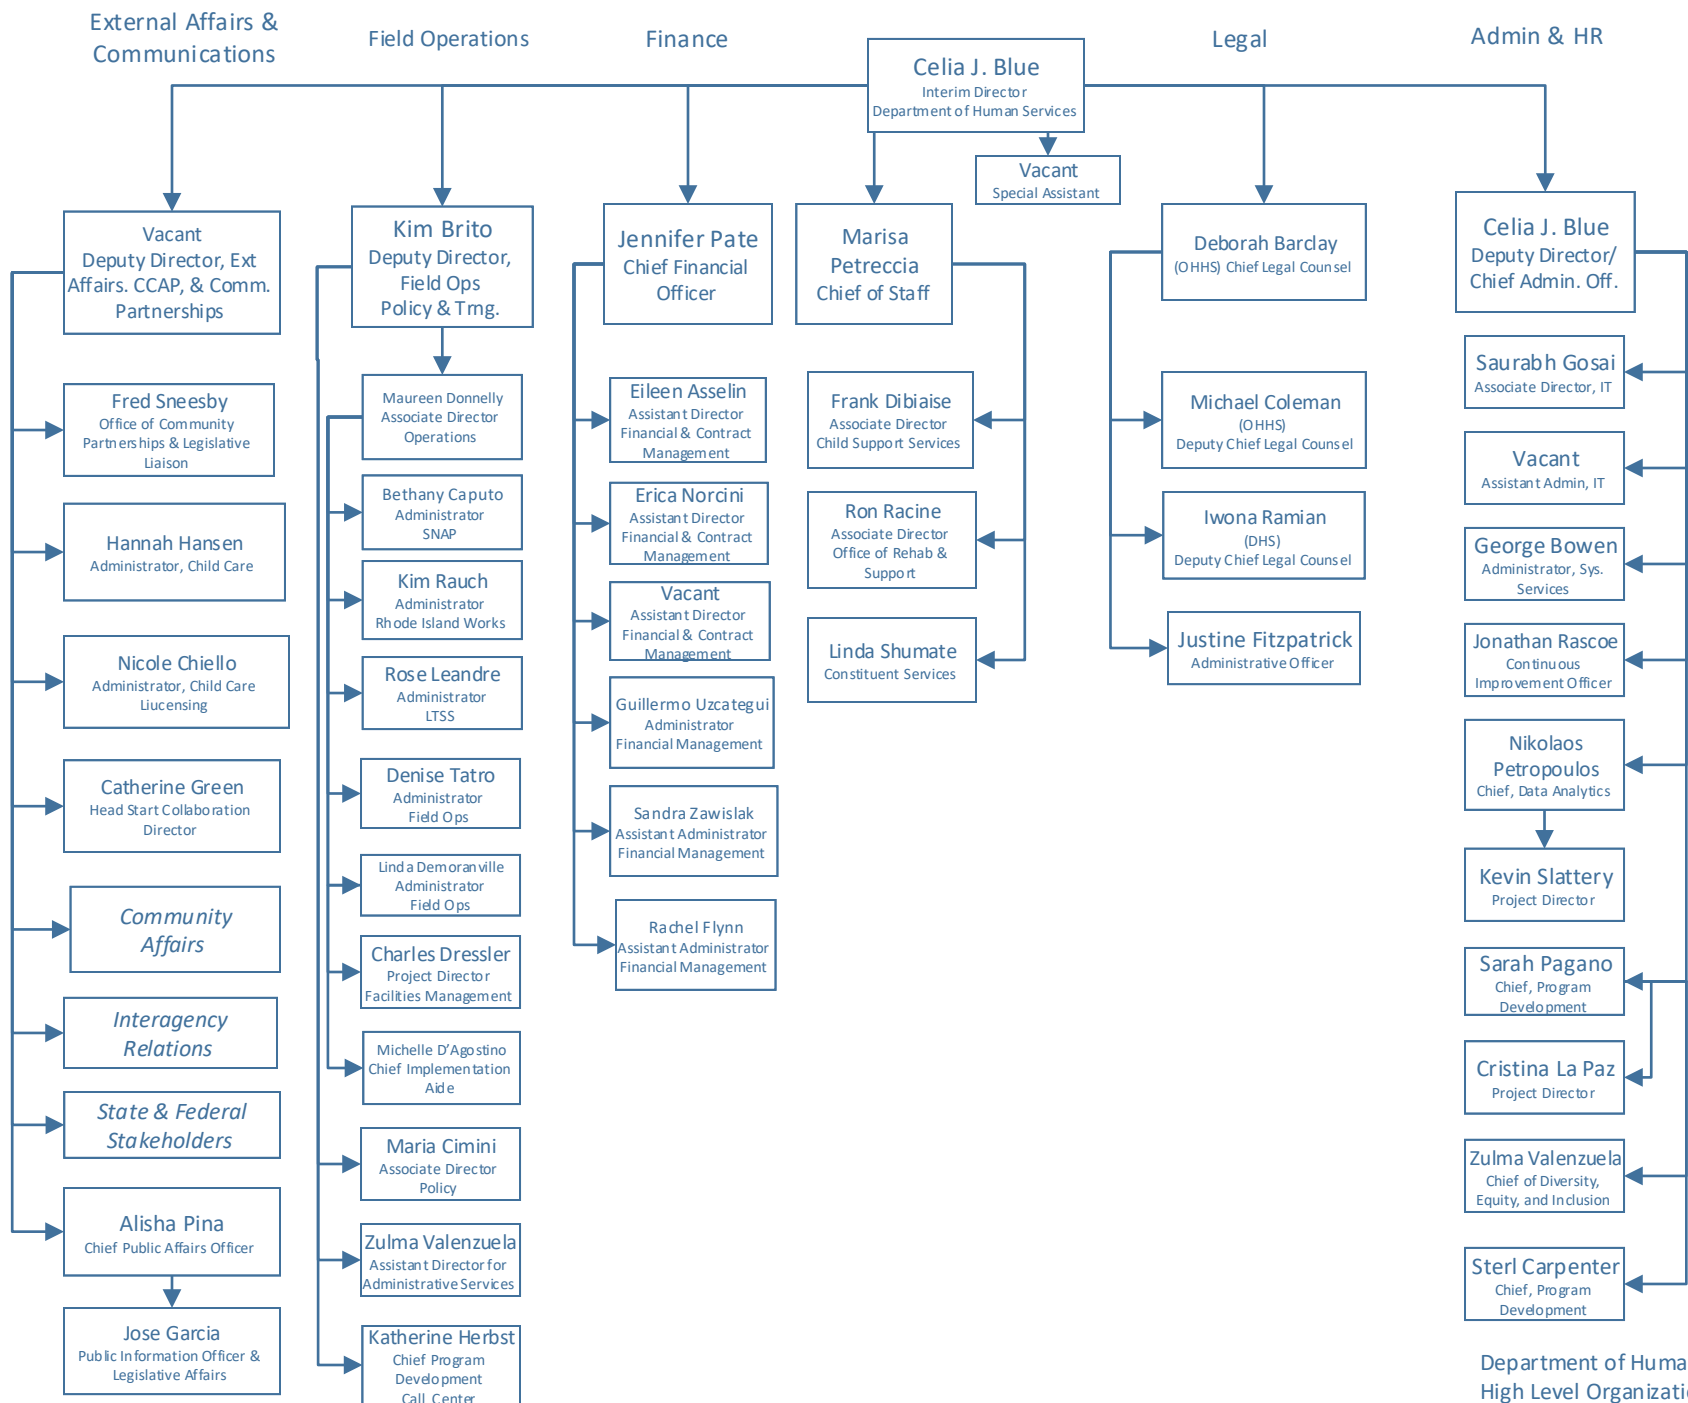 External Affairs &
Communications
Field Operations
Finance
Legal
Admin & HR
Celia J. Blue
Interim Director
Department of Human Services
Vacant
Special Assistant
Vacant
Deputy Director, Ext
Affairs. CCAP, & Comm.
Partnerships
Fred Sneesby
Office of Community
Partnerships & Legislative
Liaison
Hannah Hansen
Administrator, Child Care
Nicole Chiello
Administrator, Child Care
Liucensing
Catherine Green
Head Start Collaboration
Director
Community
Affairs
Interagency
Relations
State & Federal
Stakeholders
Alisha Pina
Chief Public Affairs Officer
Jose Garcia
Public Information Officer &
Legislative Affairs
Kim Brito
Deputy Director,
Field Ops
Policy & Trng.
Maureen Donnelly
Associate Director
Operations
Bethany Caputo
Administrator
SNAP
Kim Rauch
Administrator
Rhode Island Works
Rose Leandre
Administrator
LTSS
Denise Tatro
Administrator
Field Ops
Linda Demoranville
Administrator
Field Ops
Charles Dressler
Project Director
Facilities Management
Michelle D’Agostino
Chief Implementation
Aide
Maria Cimini
Associate Director
Policy
Zulma Valenzuela
Assistant Director for
Administrative Services
Katherine Herbst
Chief Program
Development
Call Center
Jennifer Pate
Chief Financial
Officer
Eileen Asselin
Assistant Director
Financial & Contract
Management
Erica Norcini
Assistant Director
Financial & Contract
Management
Vacant
Assistant Director
Financial & Contract
Management
Guillermo Uzcategui
Administrator
Financial Management
Sandra Zawislak
Assistant Administrator
Financial Management
Rachel Flynn
Assistant Administrator
Financial Management
Marisa
Petreccia
Chief of Staff
Frank Dibiaise
Associate Director
Child Support Services
Ron Racine
Associate Director
Office of Rehab &
Support
Linda Shumate
Constituent Services
Deborah Barclay
(OHHS) Chief Legal Counsel
Michael Coleman
(OHHS)
Deputy Chief Legal Counsel
Iwona Ramian
(DHS)
Deputy Chief Legal Counsel
Justine Fitzpatrick
Administrative Officer
Celia J. Blue
Deputy Director/
Chief Admin. Off.
Saurabh Gosai
Associate Director, IT
Vacant
Assistant Admin, IT
George Bowen
Administrator, Sys.
Services
Jonathan Rascoe
Continuous
Improvement Officer
Nikolaos
Petropoulos
Chief, Data Analytics
Kevin Slattery
Project Director
Sarah Pagano
Chief, Program
Development
Cristina La Paz
Project Director
Zulma Valenzuela
Chief of Diversity,
Equity, and Inclusion
Sterl Carpenter
Chief, Program
Development
Department of Huma
High Level Organizati